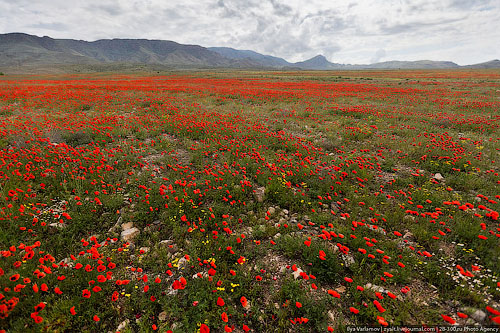 Ilya Varlamov | zyalt.livejournal.com | 28-300.ru Photo Agency